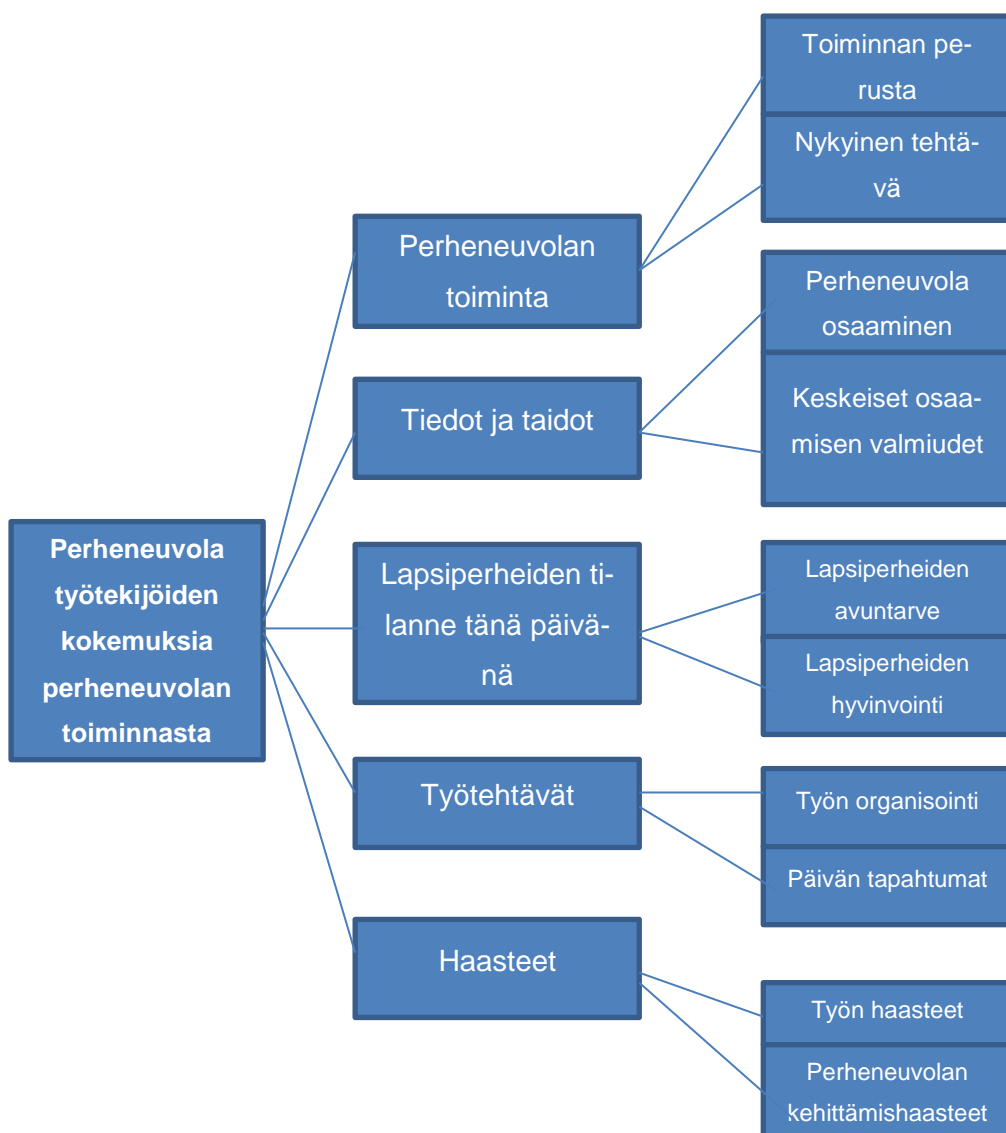 Perheneuvola
työtekijöiden
kokemuksia
perheneuvolan
toiminnasta
Perheneuvolan
toiminta
Toiminnan pe-
rusta
Nykyinen tehtä-
vä
Tiedot ja taidot
Perheneuvola
osaaminen
Keskeiset osaa-
misen valmiudet
Lapsiperheiden ti-
lanne tänä päivä-
nä
Lapsiperheiden
avuntarve
Lapsiperheiden
hyvinvointi
Työtehtävät
Työn organisointi
Päivän tapahtumat
Haasteet
Työn haasteet
Perheneuvolan
kehittämishaasteet